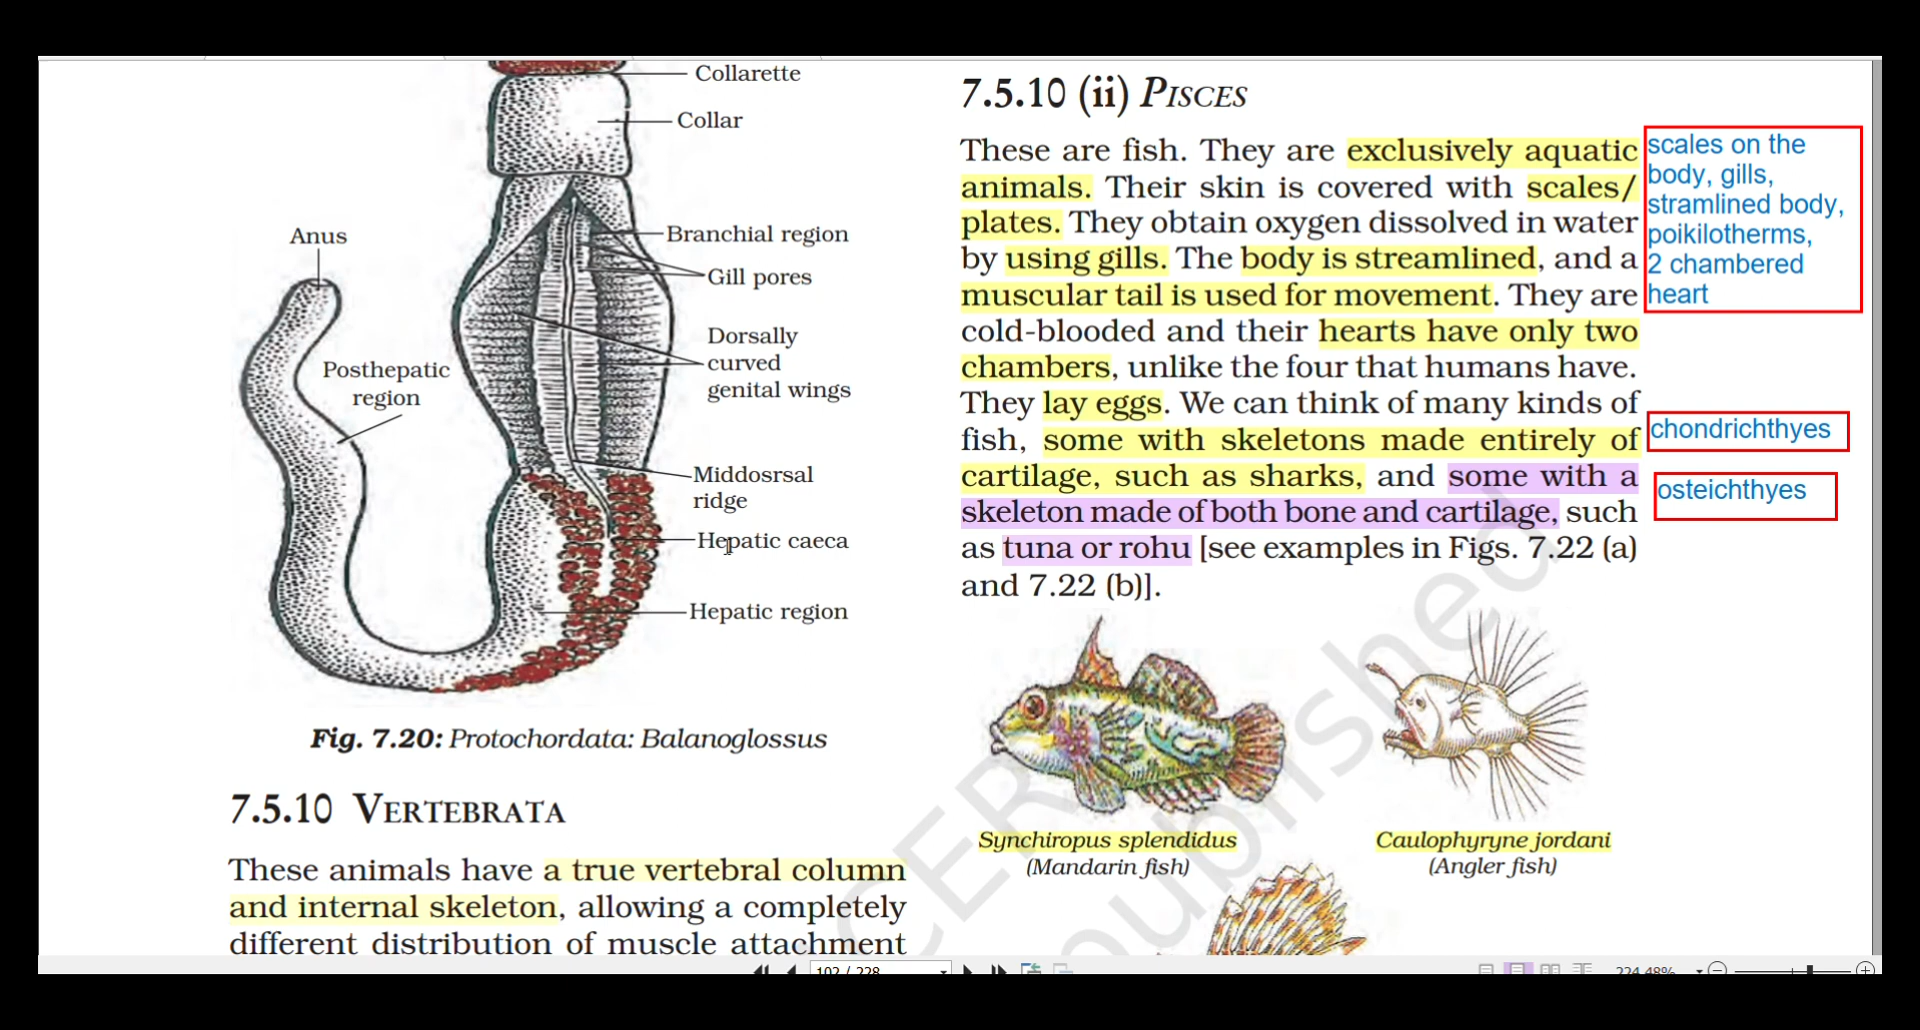 Collarette
Collar
Anus
Branchial region
Gill pores
Dorsally
curved
genital wings
Posthepatic
region
Middosrsal
ridge
Hepatic caeca
Hepatic region
Fig. 7.20: Protochordata: Balanoglossus
7.5.10 VERTEBRATA
These animals have a true vertebral column
and internal skeleton, allowing a completely
different distribution of muscle attachment
7.5.10 (ii) PISCES
These are fish. They are exclusively aquatic
animals. Their skin is covered with scales/
plates. They obtain oxygen dissolved in water
by using gills. The body is streamlined, and a
muscular tail is used for movement. They are
cold-blooded and their hearts have only two
chambers, unlike the four that humans have.
They lay eggs. We can think of many kinds of
fish, some with skeletons made entirely of
cartilage, such as sharks, and some with a
skeleton made of both bone and cartilage, such
as tuna or rohu [see examples in Figs. 7.22 (a)
and 7.22 (b)].
scales on the
body, gills,
stramlined body,
poikilotherms,
2 chambered
heart
chondrichthyes
osteichthyes
Synchiropus splendidus
(Mandarin fish)
Caulophyryne jordani
(Angler fish)
102 / 228
224.48%